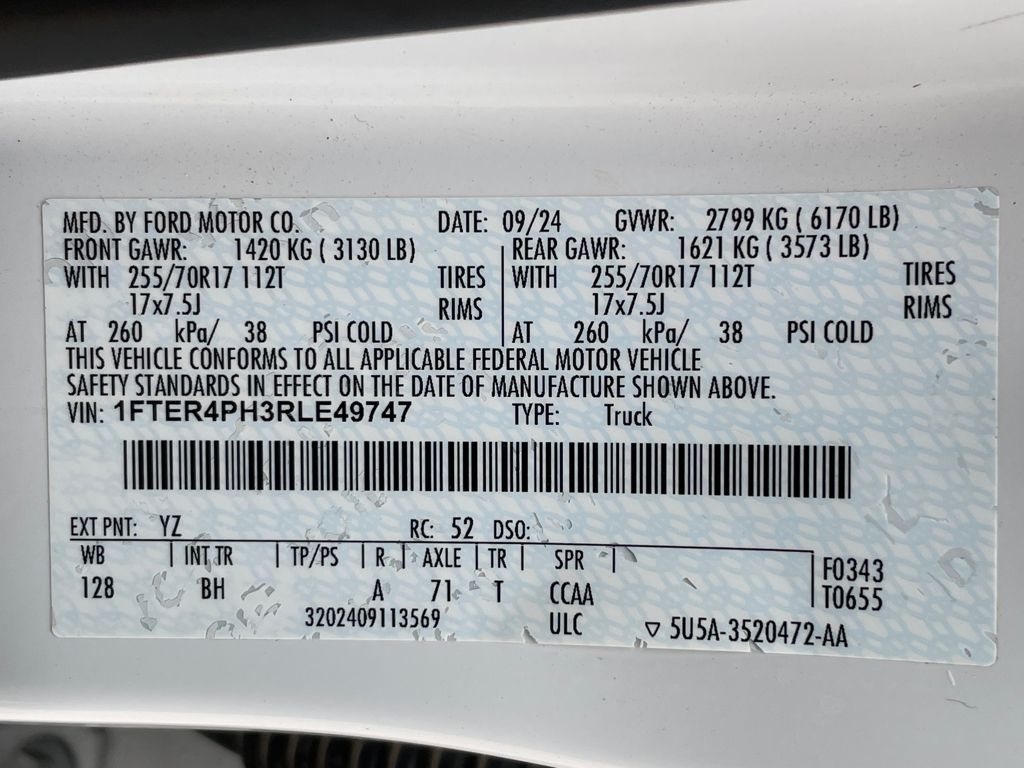 MFD. BY FORD MOTOR CO. DATE: 09/24 GVWR: 2799 KG ( 6170 LB)
FRONT GAWR: 1420 KG ( 3130 LB) REAR GAWR: 1621 KG ( 3573 LB)
WITH 255/70R17 112T TIRES WITH 255/70R17 112T TIRES
17x7.5J RIMS 17x7.5J RIMS
AT 260 kPa/ 38 PSI COLD AT 260 kPa/ 38 PSI COLD
THIS VEHICLE CONFORMS TO ALL APPLICABLE FEDERAL MOTOR VEHICLE
SAFETY STANDARDS IN EFFECT ON THE DATE OF MANUFACTURE SHOWN ABOVE.
VIN: 1FTER4PH3RLE49747 TYPE: Truck
EXT PNT: YZ RC: 52 DSO:
WB INT TR TP/PS R AXLE TR SPR
128 BH A 71 T CCAA
F0343
T0655
3202409113569 ULC ▽ 5U5A-3520472-AA